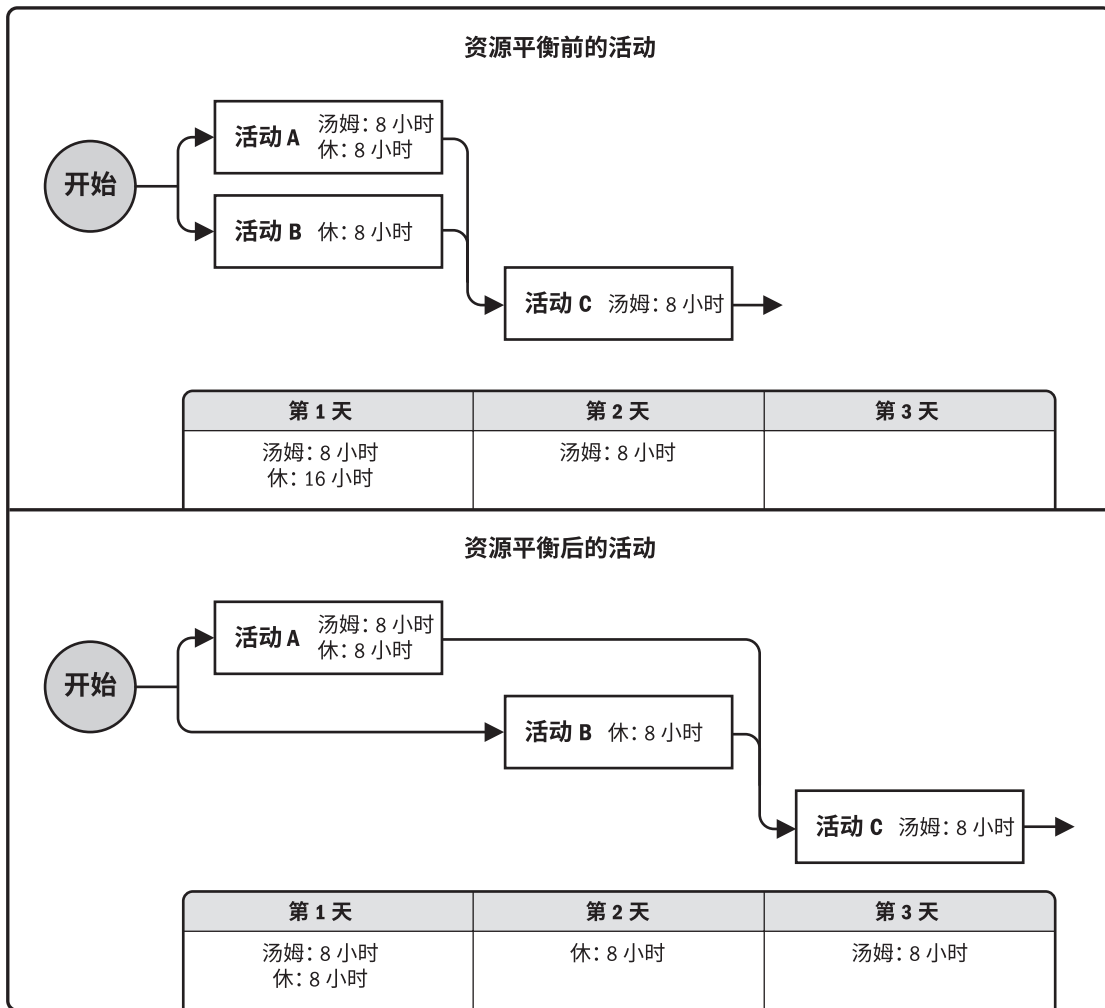 资源平衡前的活动
开始
活动 A
汤姆：8 小时
休：8 小时
活动 B 休：8 小时
活动 C 汤姆：8 小时
第 1 天 第 2 天 第 3 天
汤姆：8 小时 汤姆：8 小时
休：16 小时
资源平衡后的活动
开始
活动 A
汤姆：8 小时
休：8 小时
活动 B 休：8 小时
活动 C 汤姆：8 小时
第 1 天 第 2 天 第 3 天
汤姆：8 小时 休：8 小时 汤姆：8 小时
休：8 小时